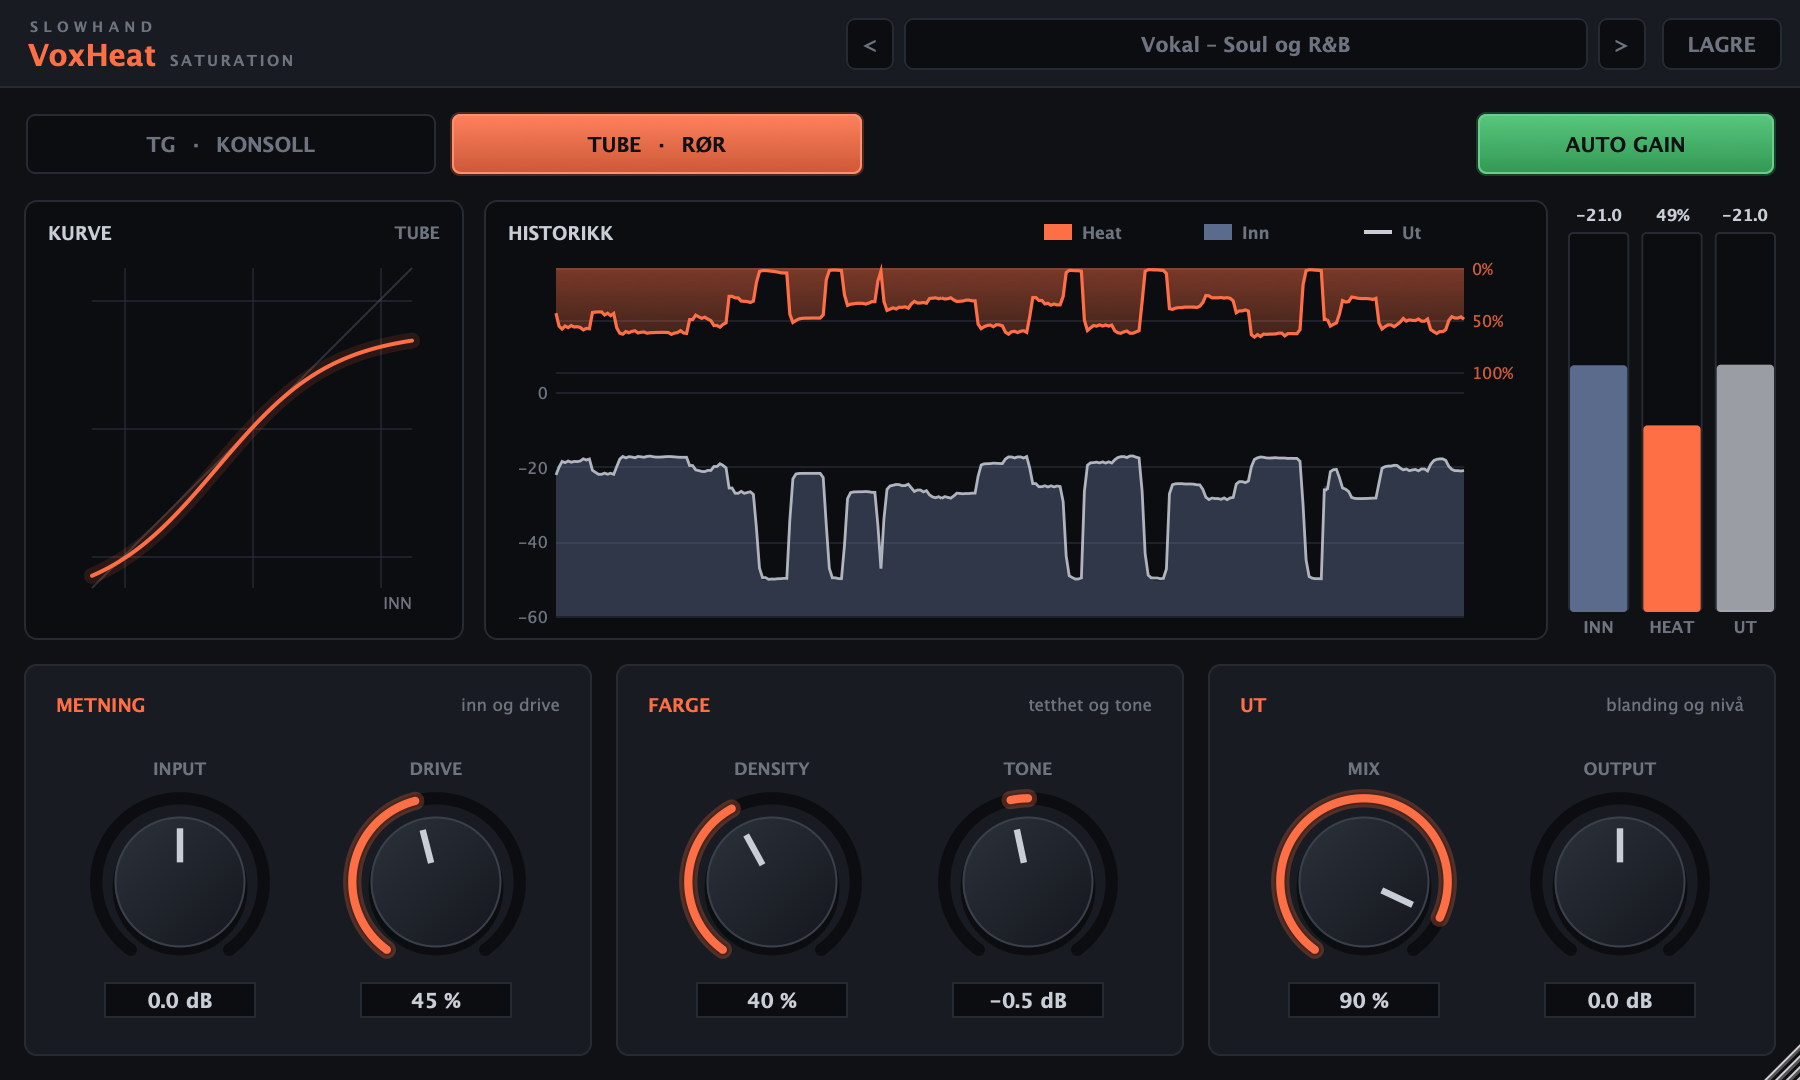 SLOWHAND
VoxHeat SATURATION
<
Vokal – Soul og R&B
>
LAGRE
TG · KONSOLL
TUBE · RØR
AUTO GAIN
KURVE
TUBE
INN
HISTORIKK
Heat
Inn
Ut
0%
50%
100%
0
−20
−40
−60
−21.0
49%
−21.0
INN
HEAT
UT
METNING
inn og drive
INPUT
DRIVE
0.0 dB
45 %
FARGE
tetthet og tone
DENSITY
TONE
40 %
−0.5 dB
UT
blanding og nivå
MIX
OUTPUT
90 %
0.0 dB